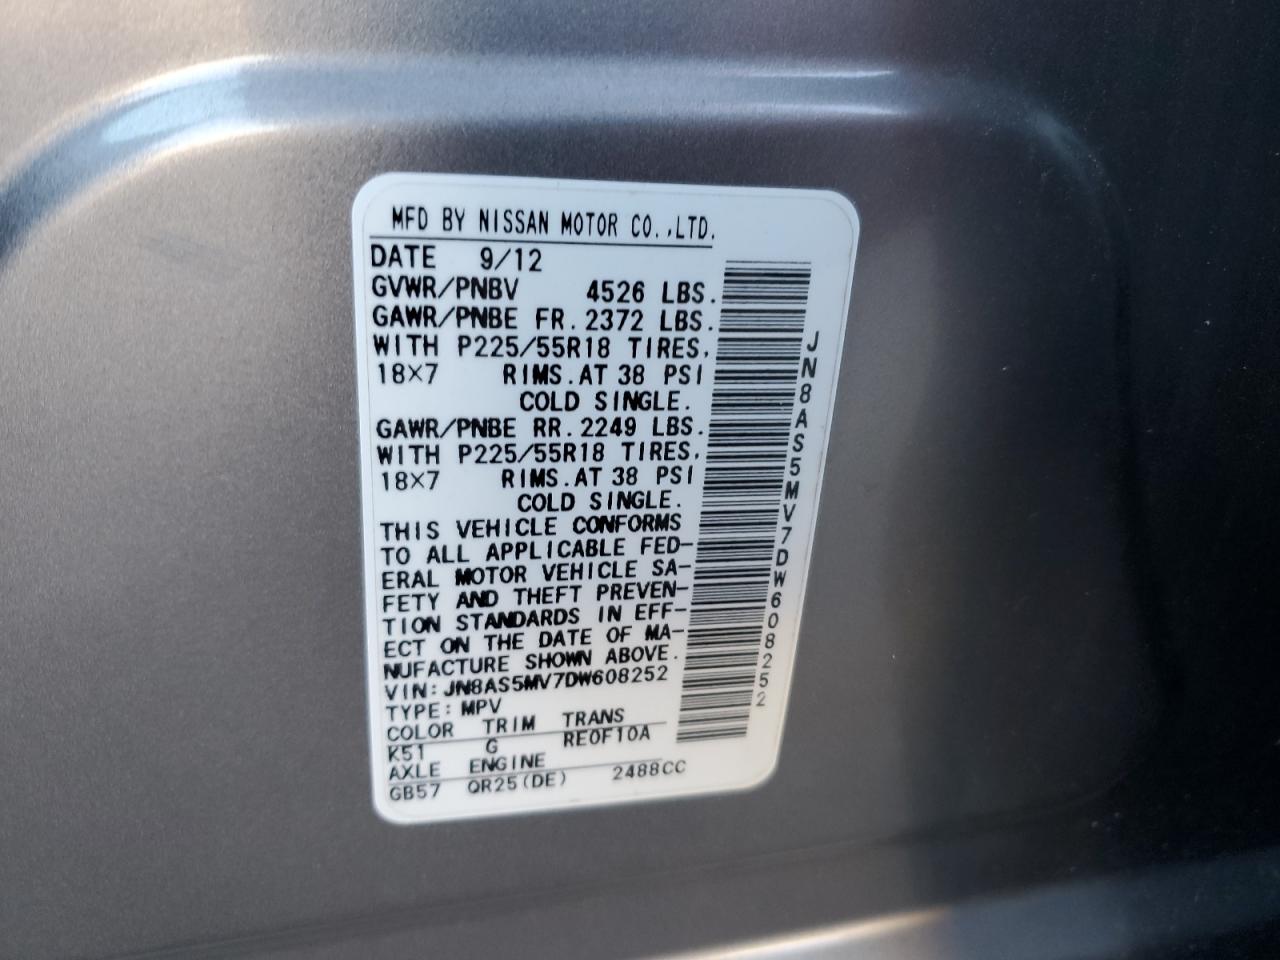 MFD BY NISSAN MOTOR CO.,LTD.
DATE 9/12
GVWR/PNBV 4526 LBS.
GAWR/PNBE FR. 2372 LBS.
WITH P225/55R18 TIRES,
18×7 RIMS.AT 38 PSI
COLD SINGLE.
GAWR/PNBE RR. 2249 LBS.
WITH P225/55R18 TIRES,
18×7 RIMS.AT 38 PSI
COLD SINGLE.
THIS VEHICLE CONFORMS
TO ALL APPLICABLE FED-
ERAL MOTOR VEHICLE SA-
FETY AND THEFT PREVEN-
TION STANDARDS IN EFF-
ECT ON THE DATE OF MA-
NUFACTURE SHOWN ABOVE.
VIN: JN8AS5MV7DW608252
TYPE: MPV
COLOR TRIM TRANS
K51 G RE0F10A
AXLE ENGINE
GB57 QR25(DE) 2488CC
JN8AS5MV7DW608252